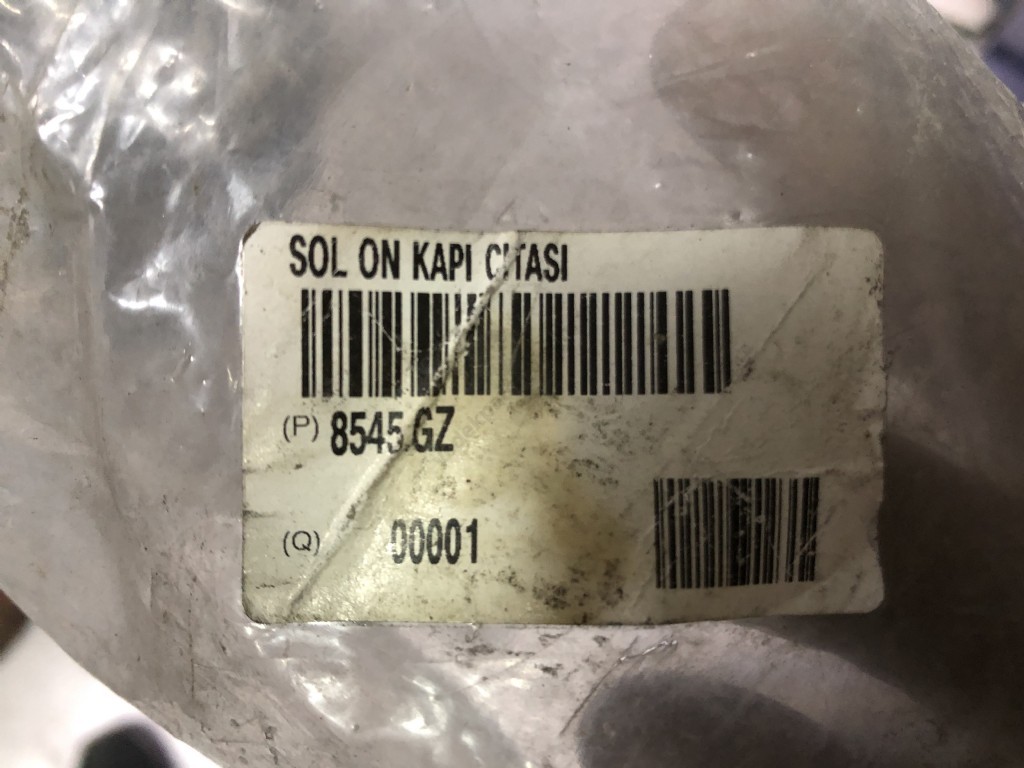 SOL ON KAPI CITASI
(P) 8545.GZ
(Q) 00001